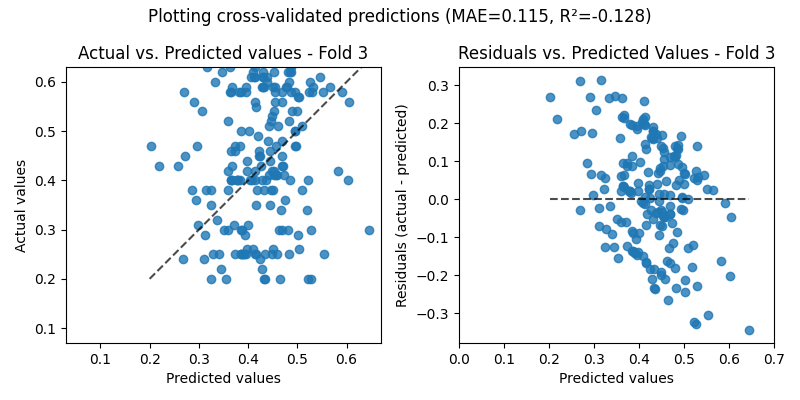 Plotting cross-validated predictions (MAE=0.115, R²=-0.128)
Actual vs. Predicted values - Fold 3
Residuals vs. Predicted Values - Fold 3
Actual values
0.6
0.5
0.4
0.3
0.2
0.1
0.1 0.2 0.3 0.4 0.5 0.6
Predicted values
Residuals (actual - predicted)
0.3
0.2
0.1
0.0
−0.1
−0.2
−0.3
0.0 0.1 0.2 0.3 0.4 0.5 0.6 0.7
Predicted values